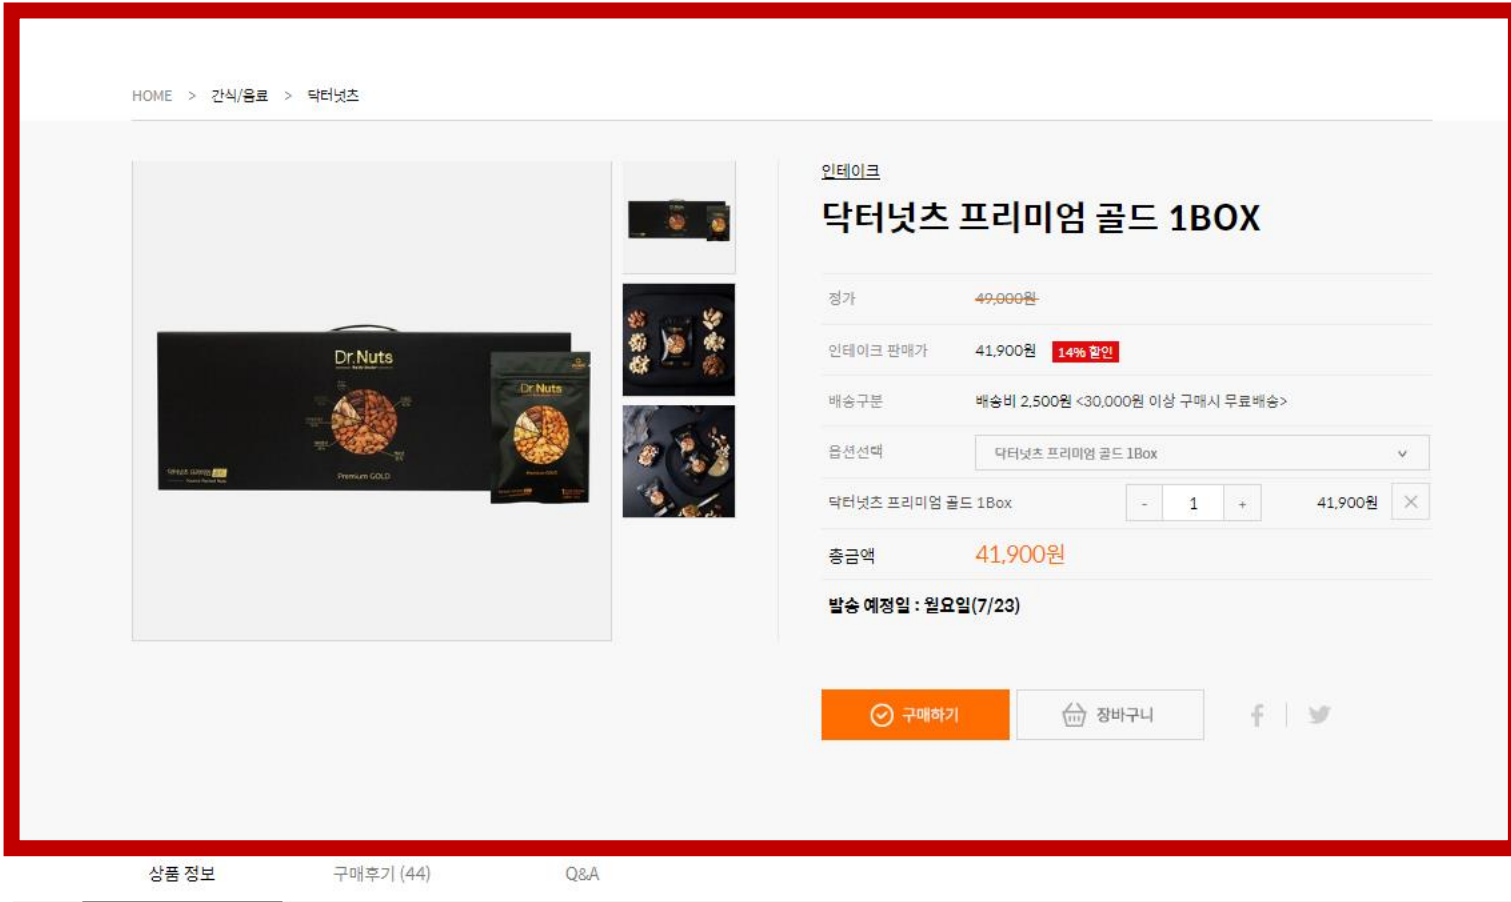 HOME > 간식/음료 > 닥터넛츠
인테이크
닥터넛츠 프리미엄 골드 1BOX
정가 49,000원
인테이크 판매가 41,900원 14% 할인
배송구분 배송비 2,500원 <30,000원 이상 구매시 무료배송>
옵션선택 닥터넛츠 프리미엄 골드 1Box
닥터넛츠 프리미엄 골드 1Box - 1 + 41,900원
총금액 41,900원
발송 예정일 : 월요일(7/23)
구매하기 장바구니
Dr.Nuts
Premium GOLD
Dr.Nuts
Premium GOLD
상품 정보 구매후기 (44) Q&A